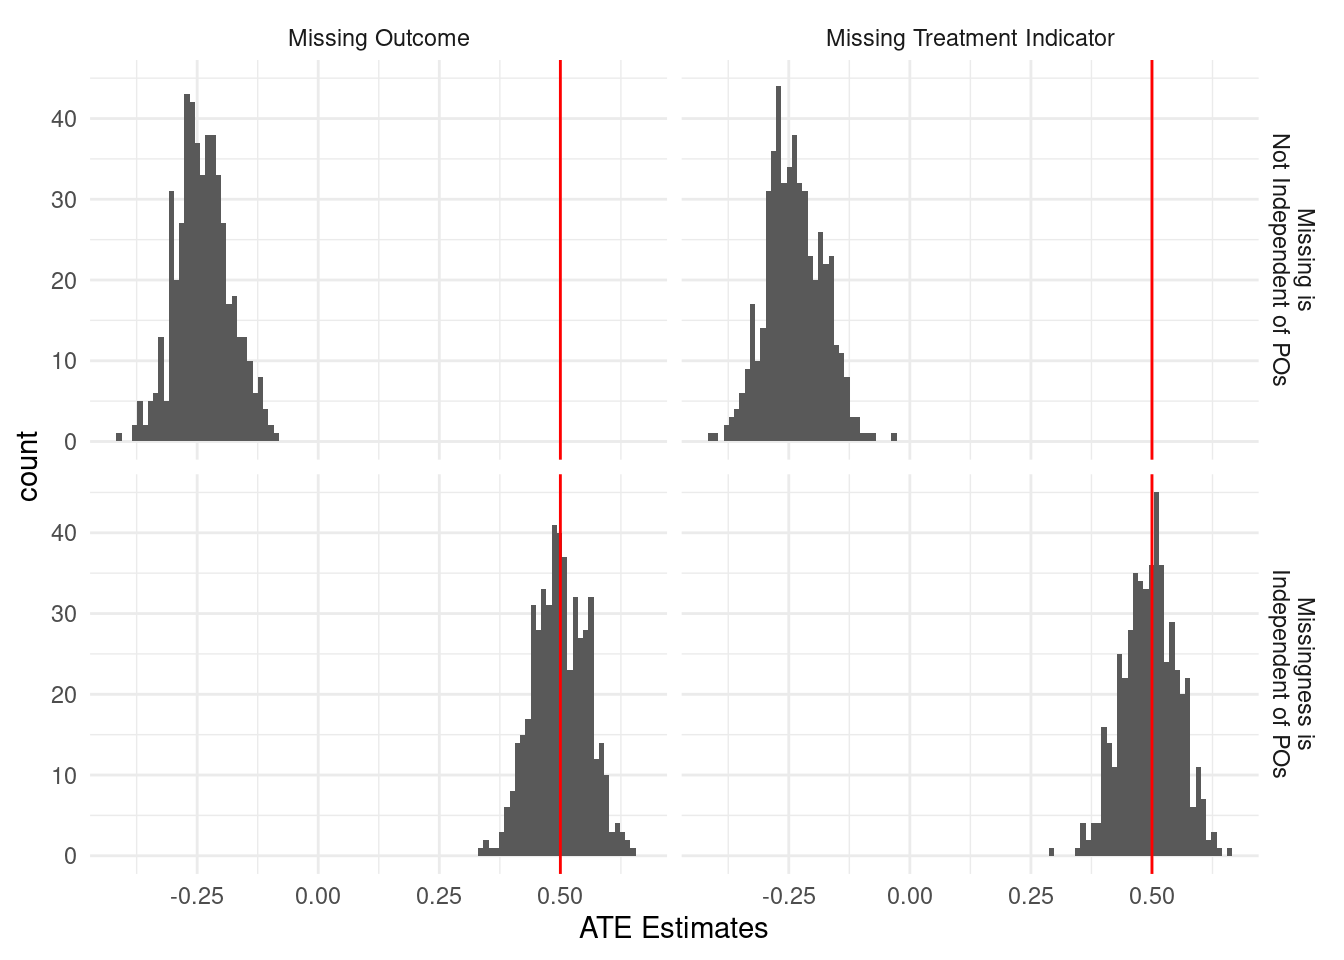 Missing Outcome
Missing Treatment Indicator
40
30
20
10
0
Missing is
Not Independent of POs
count
40
30
20
10
0
Missingness is
Independent of POs
-0.25 0.00 0.25 0.50
-0.25 0.00 0.25 0.50
ATE Estimates